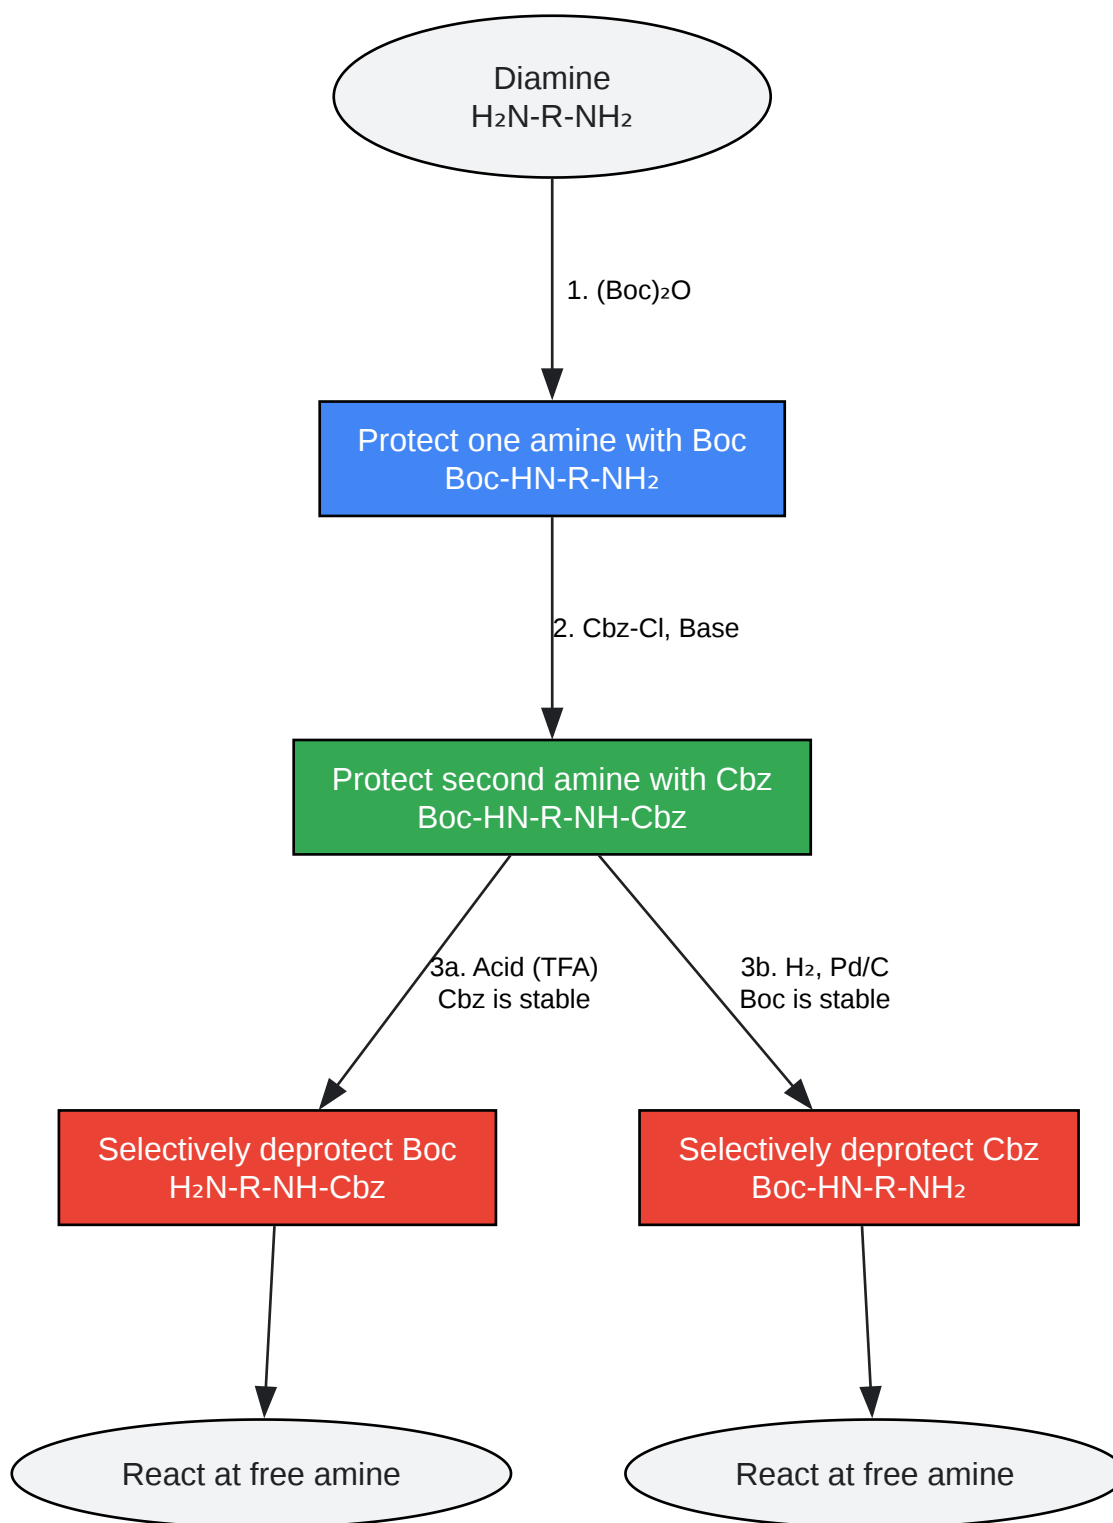 Diamine
H₂N-R-NH₂
1. (Boc)₂O
Protect one amine with Boc
Boc-HN-R-NH₂
2. Cbz-Cl, Base
Protect second amine with Cbz
Boc-HN-R-NH-Cbz
3a. Acid (TFA)
Cbz is stable
3b. H₂, Pd/C
Boc is stable
Selectively deprotect Boc
H₂N-R-NH-Cbz
Selectively deprotect Cbz
Boc-HN-R-NH₂
React at free amine
React at free amine